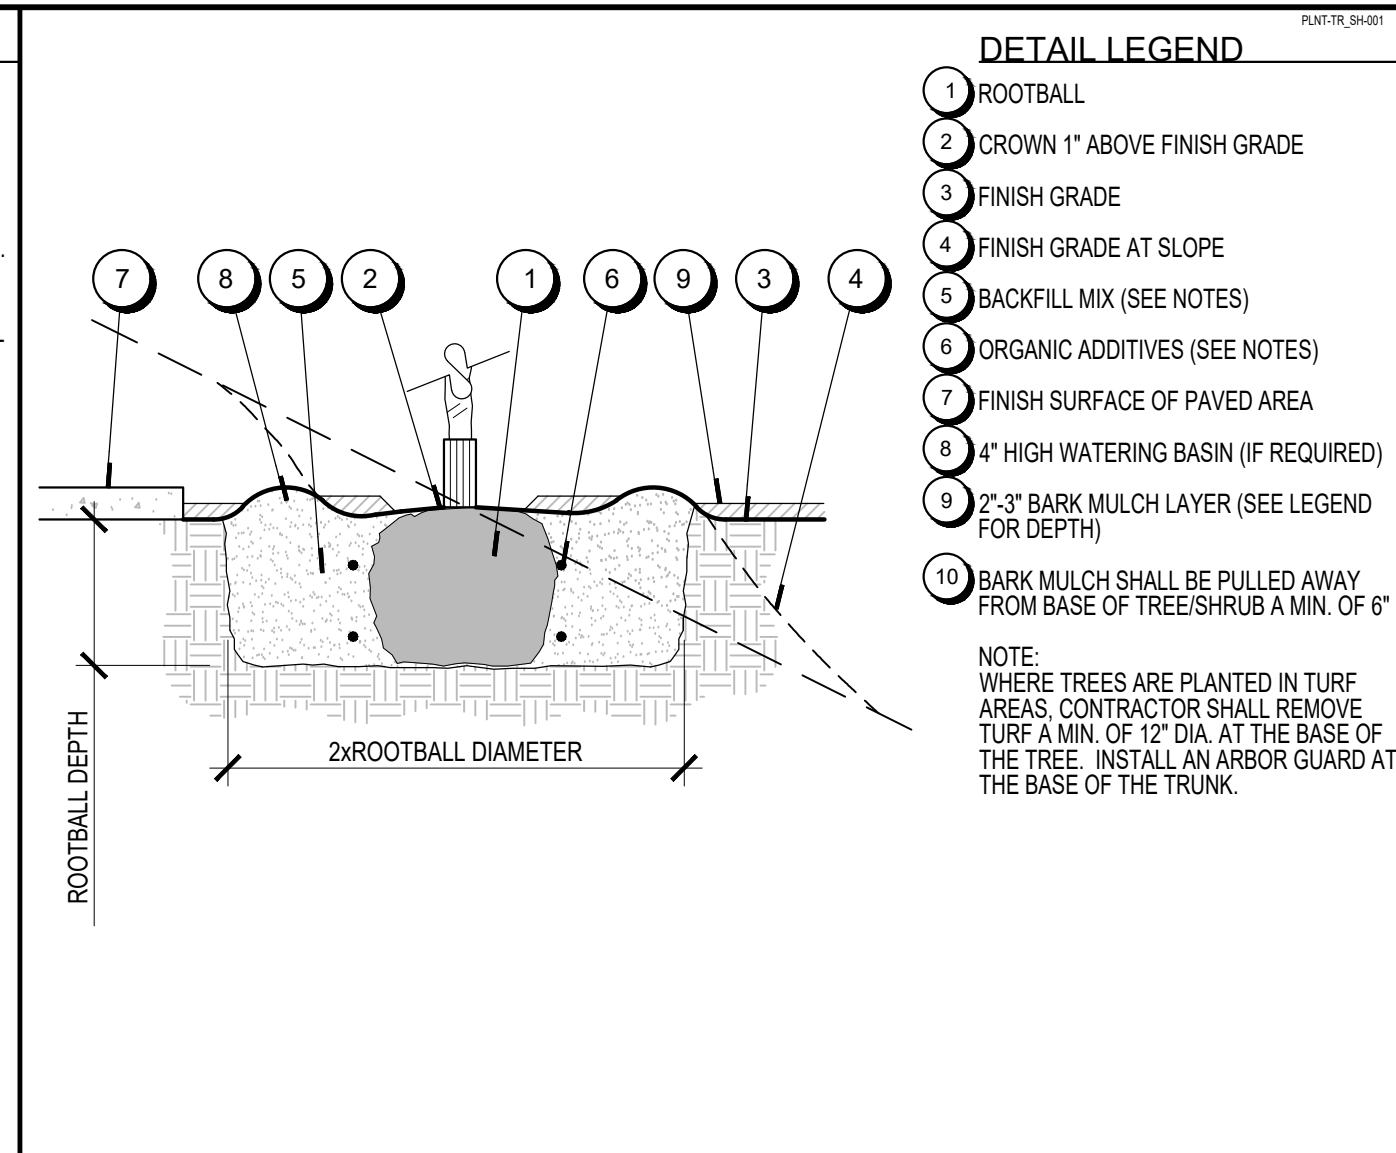 PLNT-TR_SH-001
DETAIL LEGEND
1 ROOTBALL
2 CROWN 1" ABOVE FINISH GRADE
3 FINISH GRADE
4 FINISH GRADE AT SLOPE
5 BACKFILL MIX (SEE NOTES)
6 ORGANIC ADDITIVES (SEE NOTES)
7 FINISH SURFACE OF PAVED AREA
8 4" HIGH WATERING BASIN (IF REQUIRED)
9 2"-3" BARK MULCH LAYER (SEE LEGEND
FOR DEPTH)
10 BARK MULCH SHALL BE PULLED AWAY
FROM BASE OF TREE/SHRUB A MIN. OF 6"
NOTE:
WHERE TREES ARE PLANTED IN TURF
AREAS, CONTRACTOR SHALL REMOVE
TURF A MIN. OF 12" DIA. AT THE BASE OF
THE TREE.  INSTALL AN ARBOR GUARD AT
THE BASE OF THE TRUNK.
7 8 5 2 1 6 9 3 4
2xROOTBALL DIAMETER
ROOTBALL DEPTH